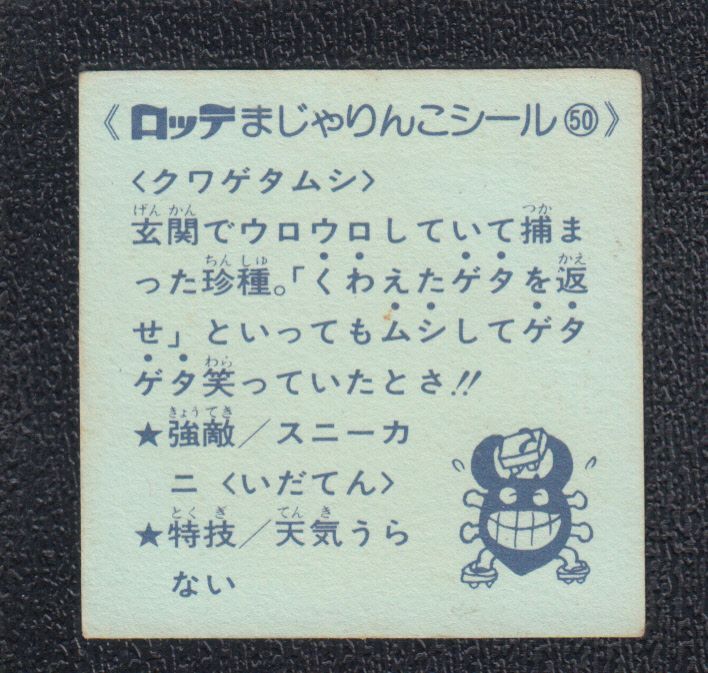 《ロッテまじゃりんこシール㊿》
〈クワゲタムシ〉
玄関でウロウロしていて捕ま
った珍種。「くわえたゲタを返
せ」といってもムシしてゲタ
ゲタ笑っていたとさ!!
★強敵／スニーカ
ニ〈いだてん〉
★特技／天気うら
ない